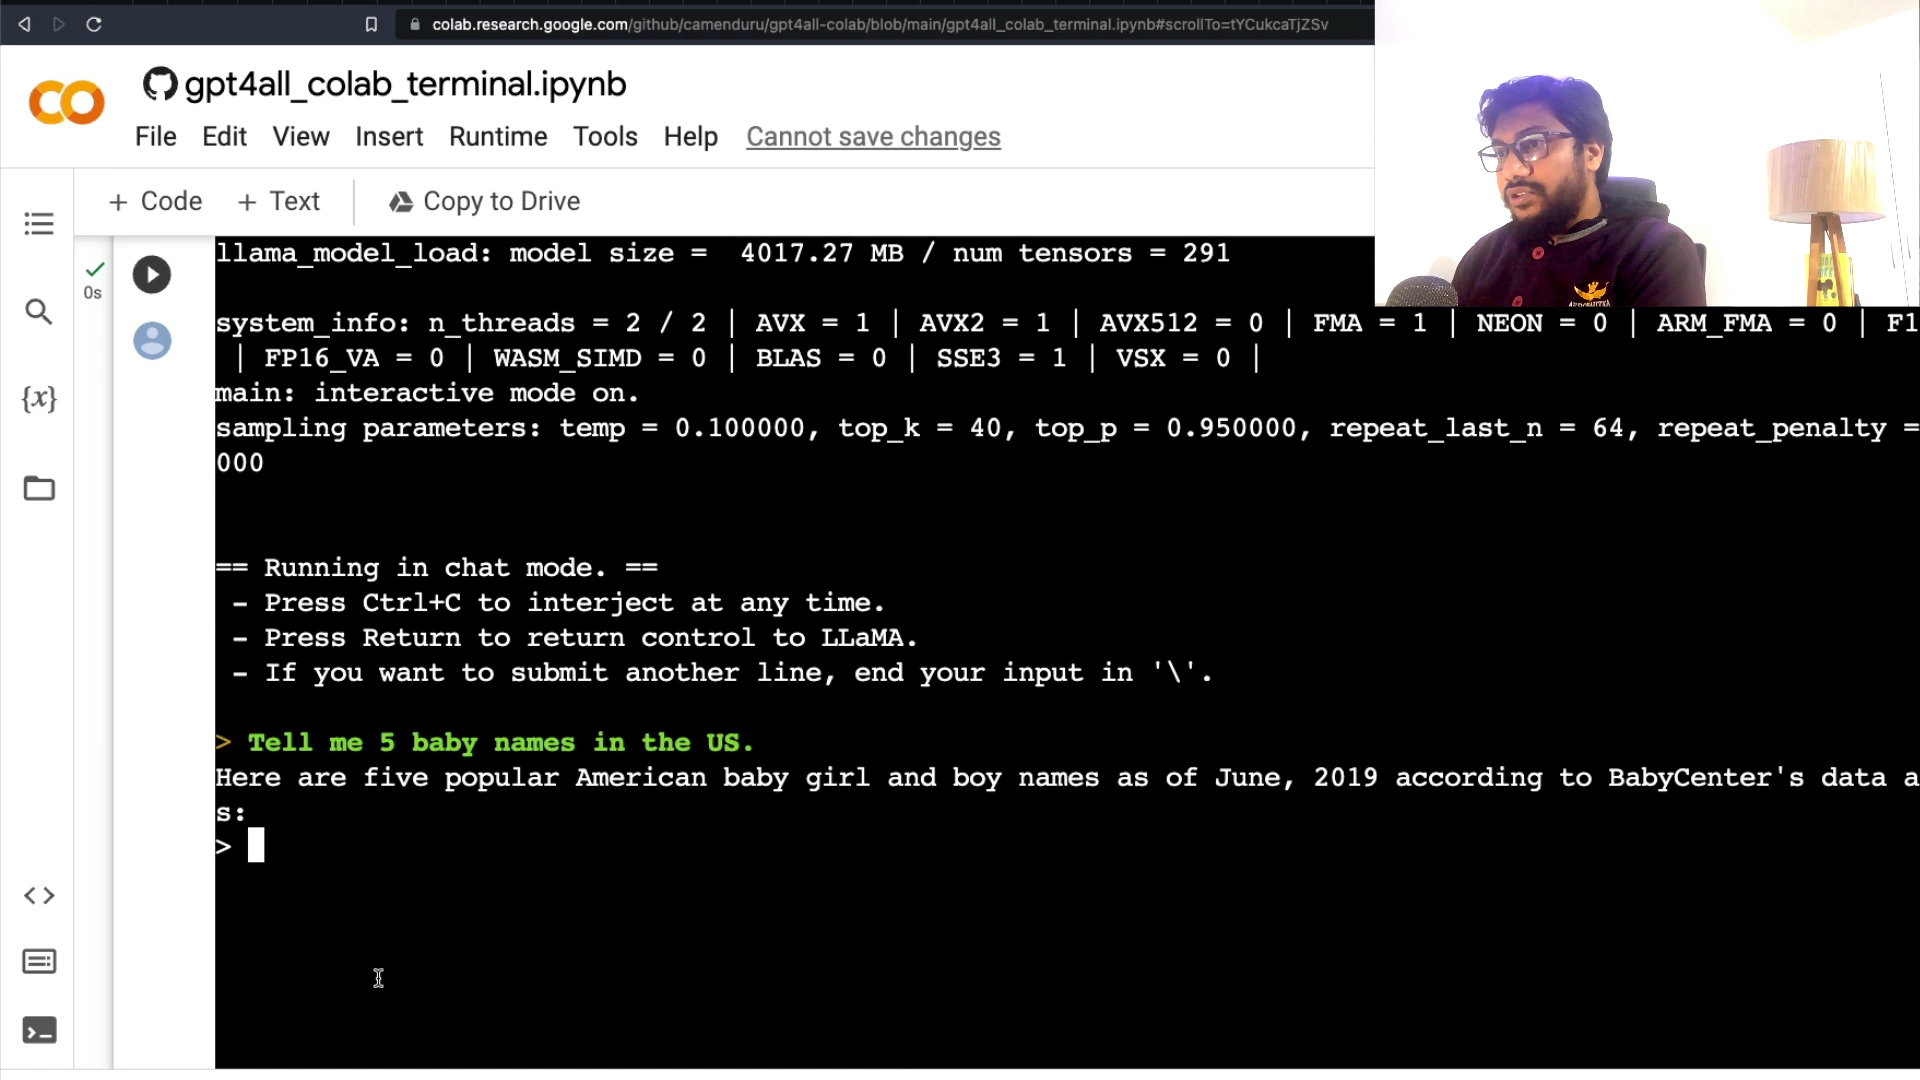 colab.research.google.com/github/camenduru/gpt4all-colab/blob/main/gpt4all_colab_terminal.ipynb#scrollTo=tYCukcaTjZSv
gpt4all_colab_terminal.ipynb
File Edit View Insert Runtime Tools Help Cannot save changes
+ Code + Text Copy to Drive
0s
{x}
llama_model_load: model size =  4017.27 MB / num tensors = 291
system_info: n_threads = 2 / 2 | AVX = 1 | AVX2 = 1 | AVX512 = 0 | FMA = 1 | NEON = 0 | ARM_FMA = 0 | F1
| FP16_VA = 0 | WASM_SIMD = 0 | BLAS = 0 | SSE3 = 1 | VSX = 0 |
main: interactive mode on.
sampling parameters: temp = 0.100000, top_k = 40, top_p = 0.950000, repeat_last_n = 64, repeat_penalty =
000
== Running in chat mode. ==
- Press Ctrl+C to interject at any time.
- Press Return to return control to LLaMA.
- If you want to submit another line, end your input in '\'.
> Tell me 5 baby names in the US.
Here are five popular American baby girl and boy names as of June, 2019 according to BabyCenter's data a
s:
>